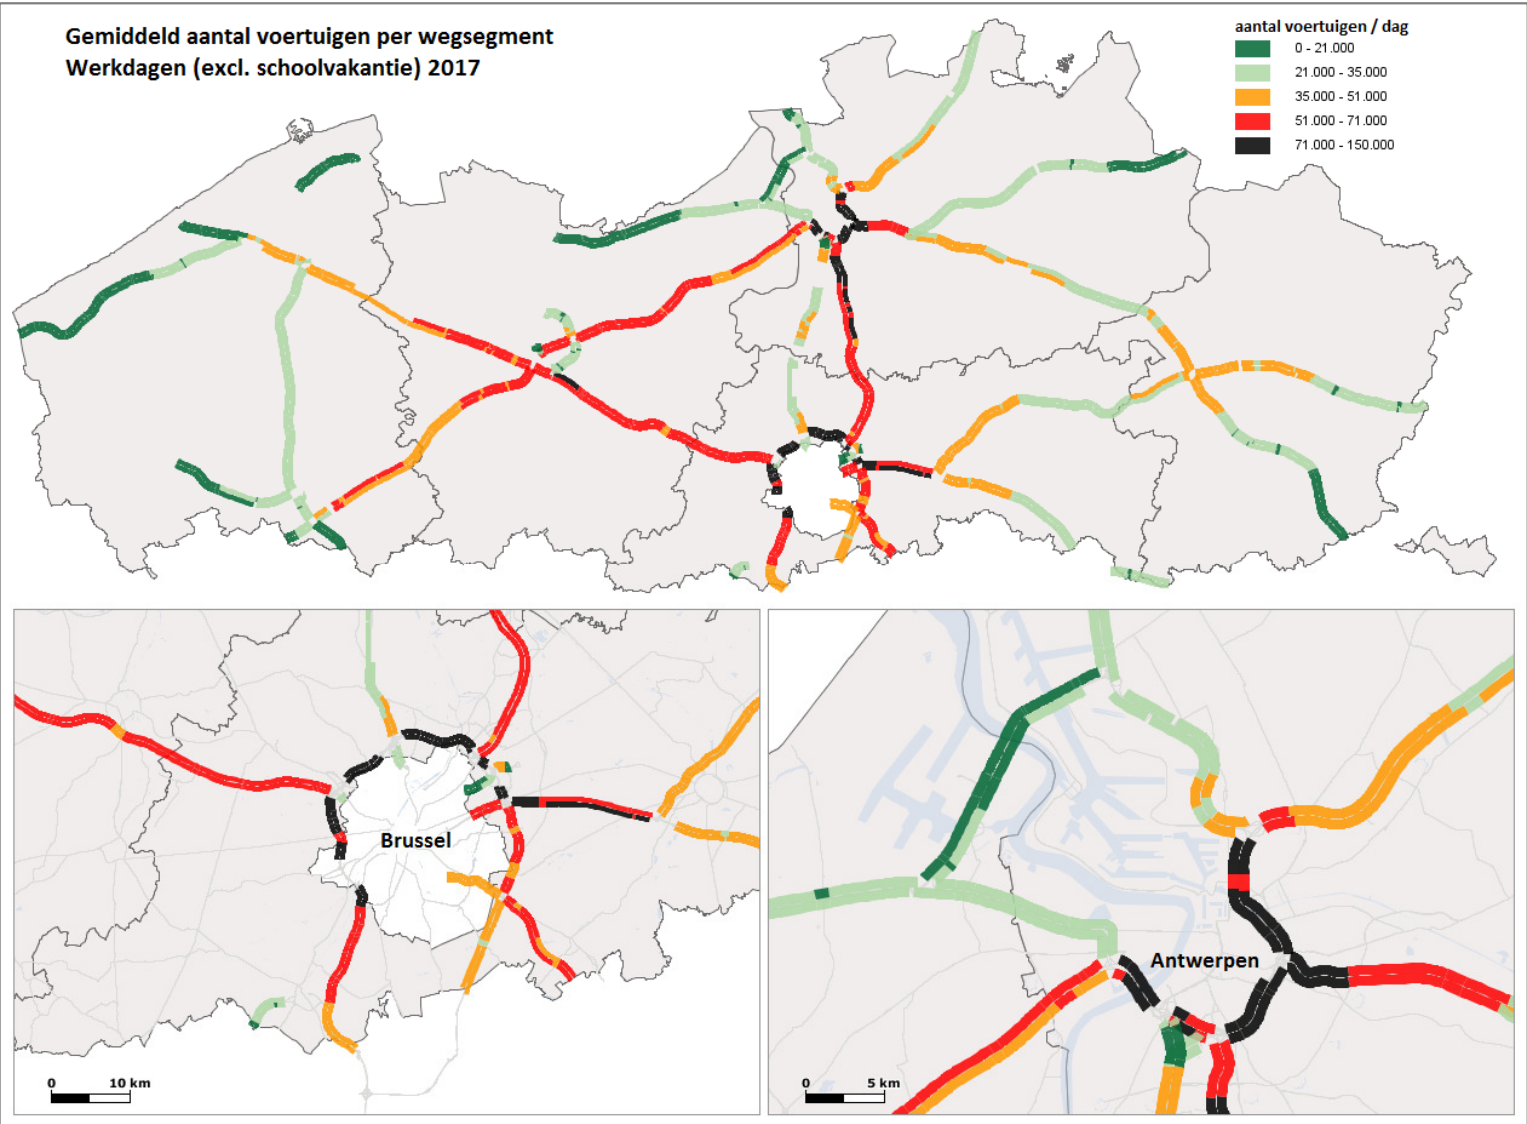 Gemiddeld aantal voertuigen per wegsegment
Werkdagen (excl. schoolvakantie) 2017
aantal voertuigen / dag
0 - 21.000
21.000 - 35.000
35.000 - 51.000
51.000 - 71.000
71.000 - 150.000
Brussel
0 10 km
Antwerpen
0 5 km